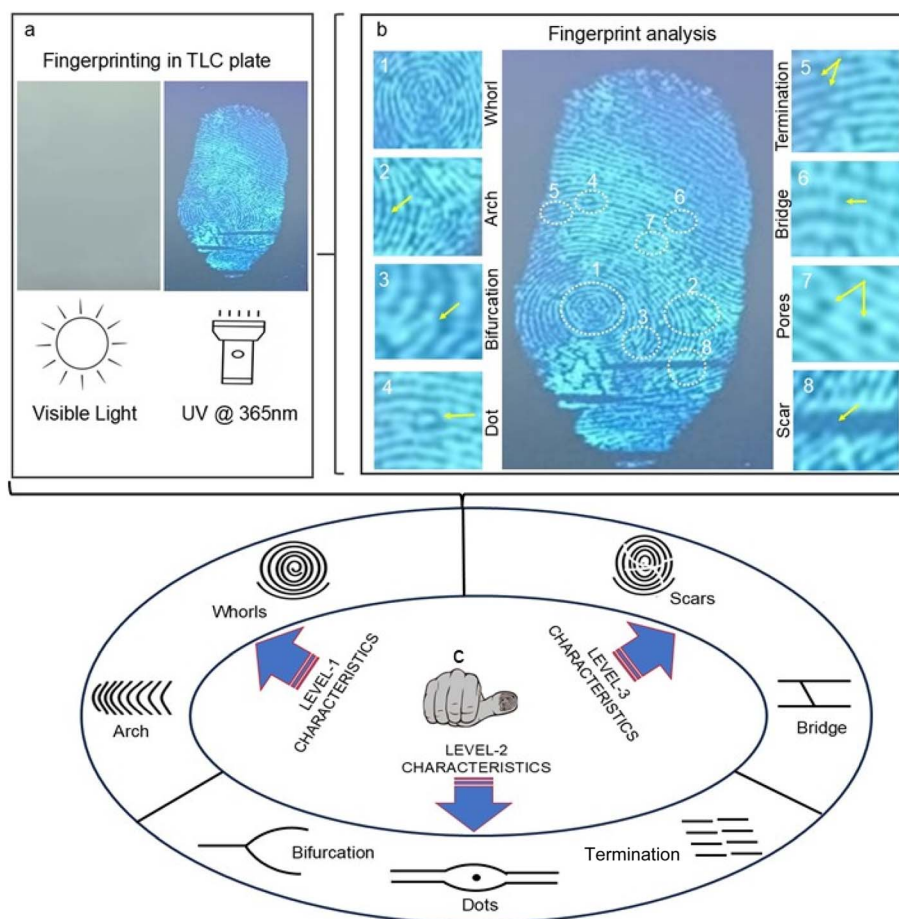 a
Fingerprinting in TLC plate
Visible Light
UV @ 365nm
b
Fingerprint analysis
1
Whorl
2
Arch
3
Bifurcation
4
Dot
5
4
6
7
1
2
3
8
5
Termination
6
Bridge
7
Pores
8
Scar
Whorls
Scars
Arch
Bridge
LEVEL-1
CHARACTERISTICS
C
LEVEL-3
CHARACTERISTICS
LEVEL-2
CHARACTERISTICS
Bifurcation
Dots
Termination